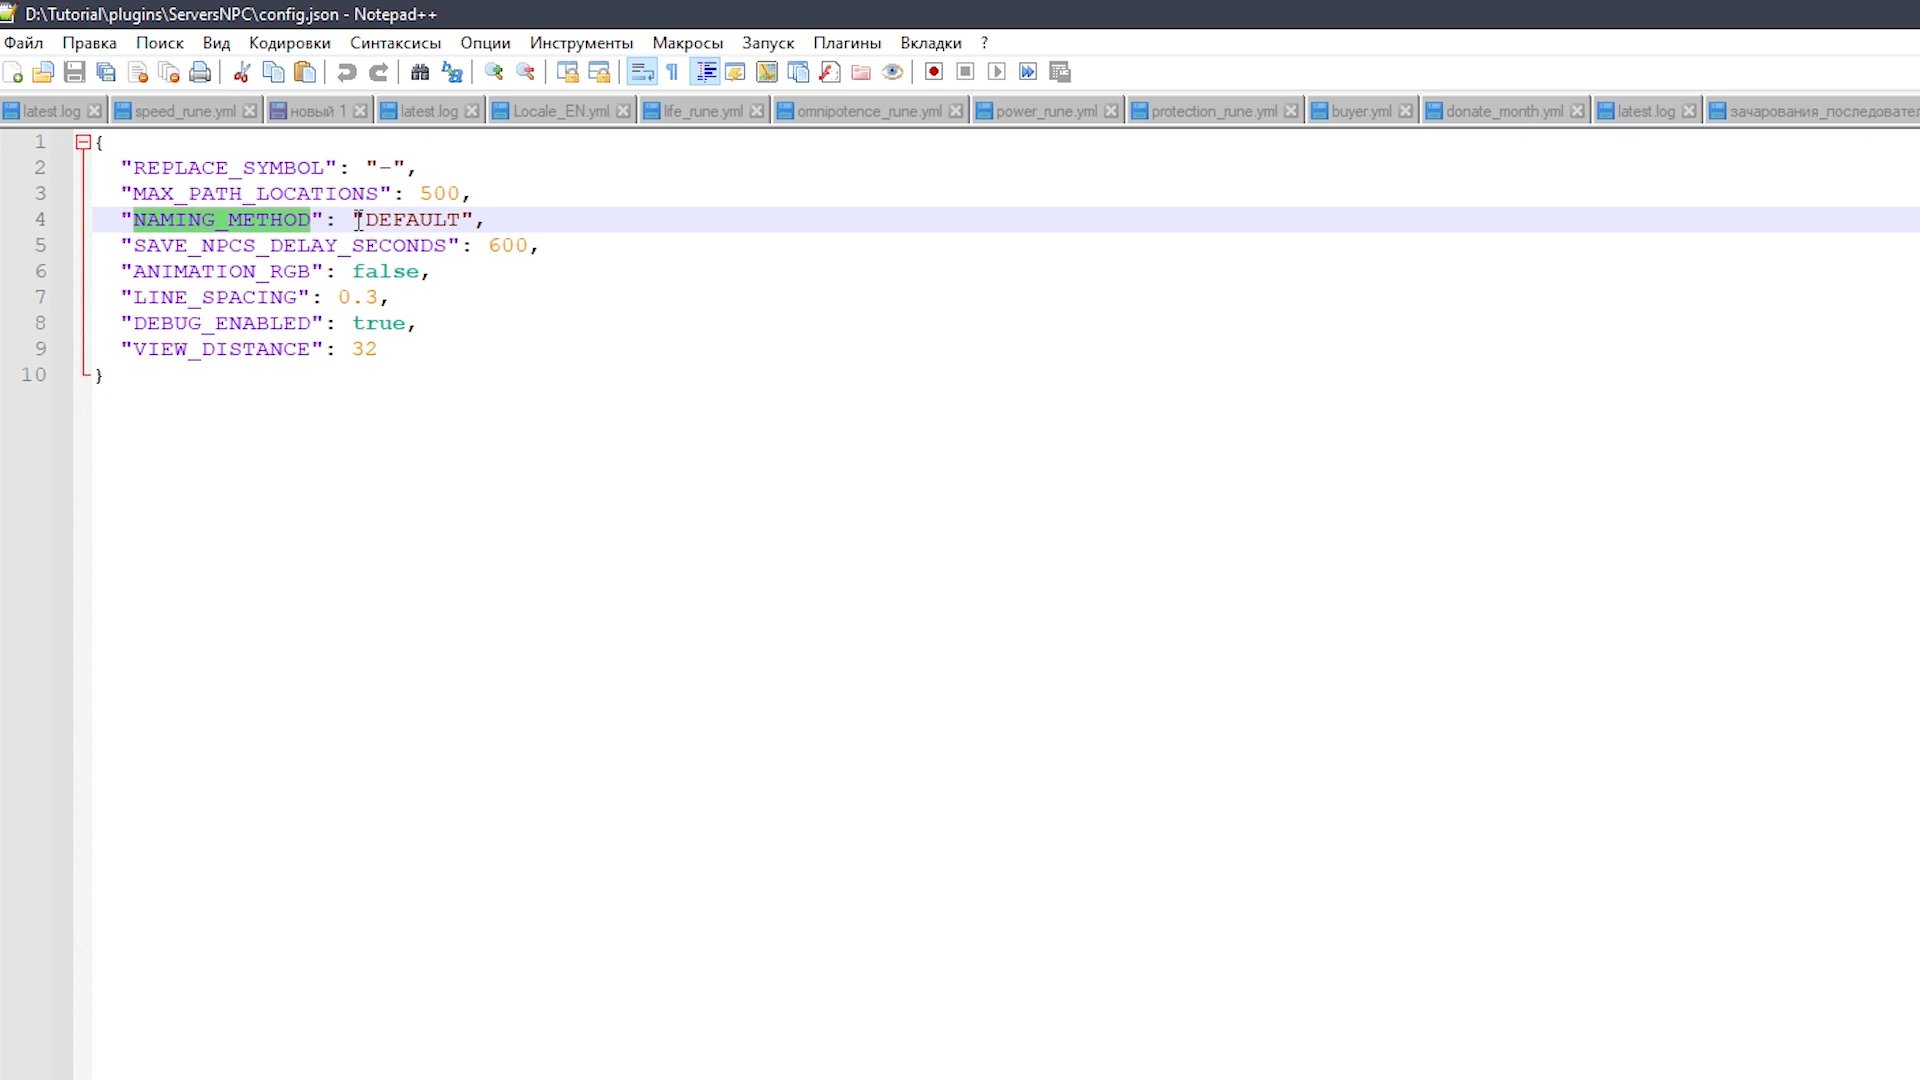 D:\Tutorial\plugins\ServersNPC\config.json - Notepad++
Файл Правка Поиск Вид Кодировки Синтаксисы Опции Инструменты Макросы Запуск Плагины Вкладки ?
latest.log speed_rune.yml новый 1 latest.log Locale_EN.yml life_rune.yml omnipotence_rune.yml power_rune.yml protection_rune.yml buyer.yml donate_month.yml latest.log зачарования_последовател
1 {
2 "REPLACE_SYMBOL": "-",
3 "MAX_PATH_LOCATIONS": 500,
4 "NAMING_METHOD": "DEFAULT",
5 "SAVE_NPCS_DELAY_SECONDS": 600,
6 "ANIMATION_RGB": false,
7 "LINE_SPACING": 0.3,
8 "DEBUG_ENABLED": true,
9 "VIEW_DISTANCE": 32
10 }